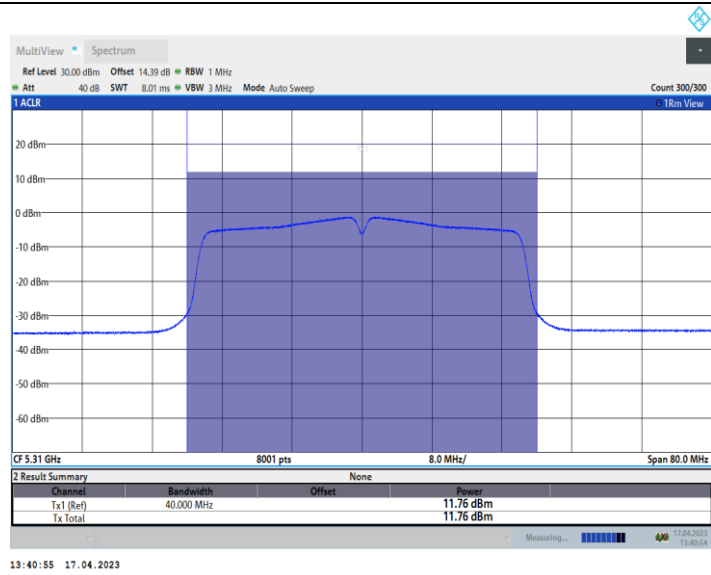 MultiView Spectrum
Ref Level 30.00 dBm Offset 14.39 dB RBW 1 MHz
Att 40 dB SWT 8.01 ms VBW 3 MHz Mode Auto Sweep Count 300/300
1 ACLR 1Rm View
20 dBm
10 dBm
0 dBm
-10 dBm
-20 dBm
-30 dBm
-40 dBm
-50 dBm
-60 dBm
CF 5.31 GHz 8001 pts 8.0 MHz/ Span 80.0 MHz
2 Result Summary None
Channel Bandwidth Offset Power
Tx1 (Ref) 40.000 MHz 11.76 dBm
Tx Total 11.76 dBm
Measuring... 17.04.2023
13:40:54
13:40:55 17.04.2023